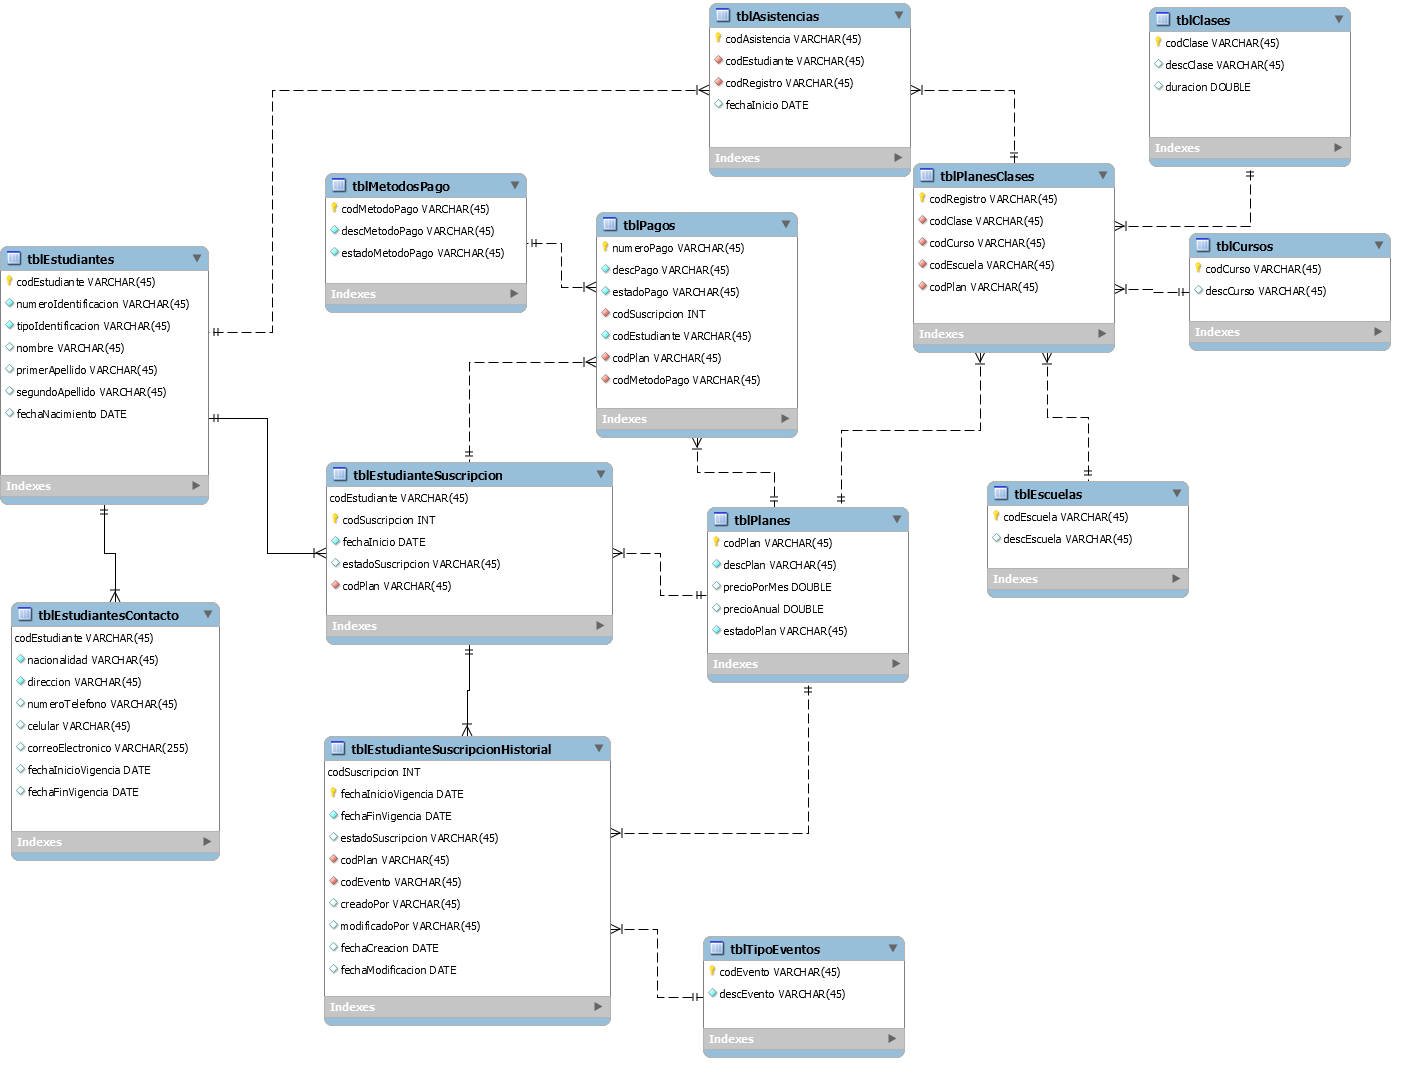 tblAsistencias
codAsistencia VARCHAR(45)
codEstudiante VARCHAR(45)
codRegistro VARCHAR(45)
fechaInicio DATE
Indexes
tblClases
codClase VARCHAR(45)
descClase VARCHAR(45)
duracion DOUBLE
Indexes
tblMetodosPago
codMetodoPago VARCHAR(45)
descMetodoPago VARCHAR(45)
estadoMetodoPago VARCHAR(45)
Indexes
tblPagos
numeroPago VARCHAR(45)
descPago VARCHAR(45)
estadoPago VARCHAR(45)
codSuscripcion INT
codEstudiante VARCHAR(45)
codPlan VARCHAR(45)
codMetodoPago VARCHAR(45)
Indexes
tblPlanesClases
codRegistro VARCHAR(45)
codClase VARCHAR(45)
codCurso VARCHAR(45)
codEscuela VARCHAR(45)
codPlan VARCHAR(45)
Indexes
tblCursos
codCurso VARCHAR(45)
descCurso VARCHAR(45)
Indexes
tblEstudiantes
codEstudiante VARCHAR(45)
numeroIdentificacion VARCHAR(45)
tipoIdentificacion VARCHAR(45)
nombre VARCHAR(45)
primerApellido VARCHAR(45)
segundoApellido VARCHAR(45)
fechaNacimiento DATE
Indexes
tblEstudianteSuscripcion
codEstudiante VARCHAR(45)
codSuscripcion INT
fechaInicio DATE
estadoSuscripcion VARCHAR(45)
codPlan VARCHAR(45)
Indexes
tblPlanes
codPlan VARCHAR(45)
descPlan VARCHAR(45)
precioPorMes DOUBLE
precioAnual DOUBLE
estadoPlan VARCHAR(45)
Indexes
tblEscuelas
codEscuela VARCHAR(45)
descEscuela VARCHAR(45)
Indexes
tblEstudiantesContacto
codEstudiante VARCHAR(45)
nacionalidad VARCHAR(45)
direccion VARCHAR(45)
numeroTelefono VARCHAR(45)
celular VARCHAR(45)
correoElectronico VARCHAR(255)
fechaInicioVigencia DATE
fechaFinVigencia DATE
Indexes
tblEstudianteSuscripcionHistorial
codSuscripcion INT
fechaInicioVigencia DATE
fechaFinVigencia DATE
estadoSuscripcion VARCHAR(45)
codPlan VARCHAR(45)
codEvento VARCHAR(45)
creadoPor VARCHAR(45)
modificadoPor VARCHAR(45)
fechaCreacion DATE
fechaModificacion DATE
Indexes
tblTipoEventos
codEvento VARCHAR(45)
descEvento VARCHAR(45)
Indexes